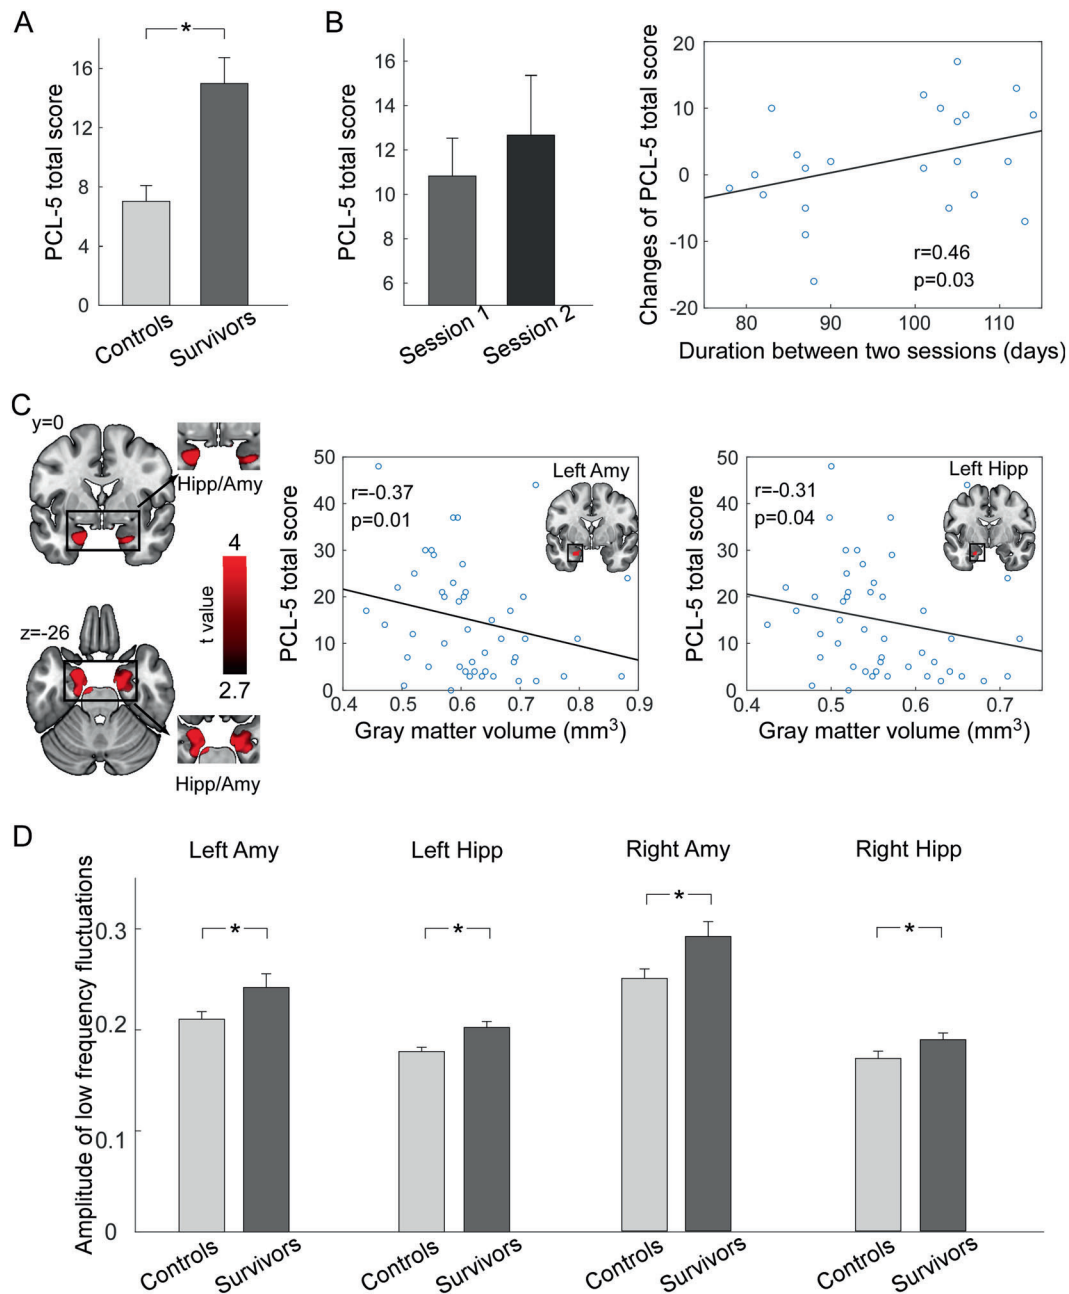 A
PCL-5 total score
16
12
8
4
0
*
Controls
Survivors
B
PCL-5 total score
16
14
12
10
8
6
Session 1
Session 2
Changes of PCL-5 total score
20
10
0
-10
-20
r=0.46
p=0.03
80
90
100
110
Duration between two sessions (days)
C
y=0
Hipp/Amy
4
t value
2.7
z=-26
Hipp/Amy
PCL-5 total score
50
40
30
20
10
0
r=-0.37
p=0.01
Left Amy
0.4
0.5
0.6
0.7
0.8
0.9
Gray matter volume (mm³)
PCL-5 total score
50
40
30
20
10
0
r=-0.31
p=0.04
Left Hipp
0.4
0.5
0.6
0.7
Gray matter volume (mm³)
D
Amplitude of low frequency fluctuations
0.3
0.2
0.1
0
Left Amy
*
Controls
Survivors
Left Hipp
*
Controls
Survivors
Right Amy
*
Controls
Survivors
Right Hipp
*
Controls
Survivors